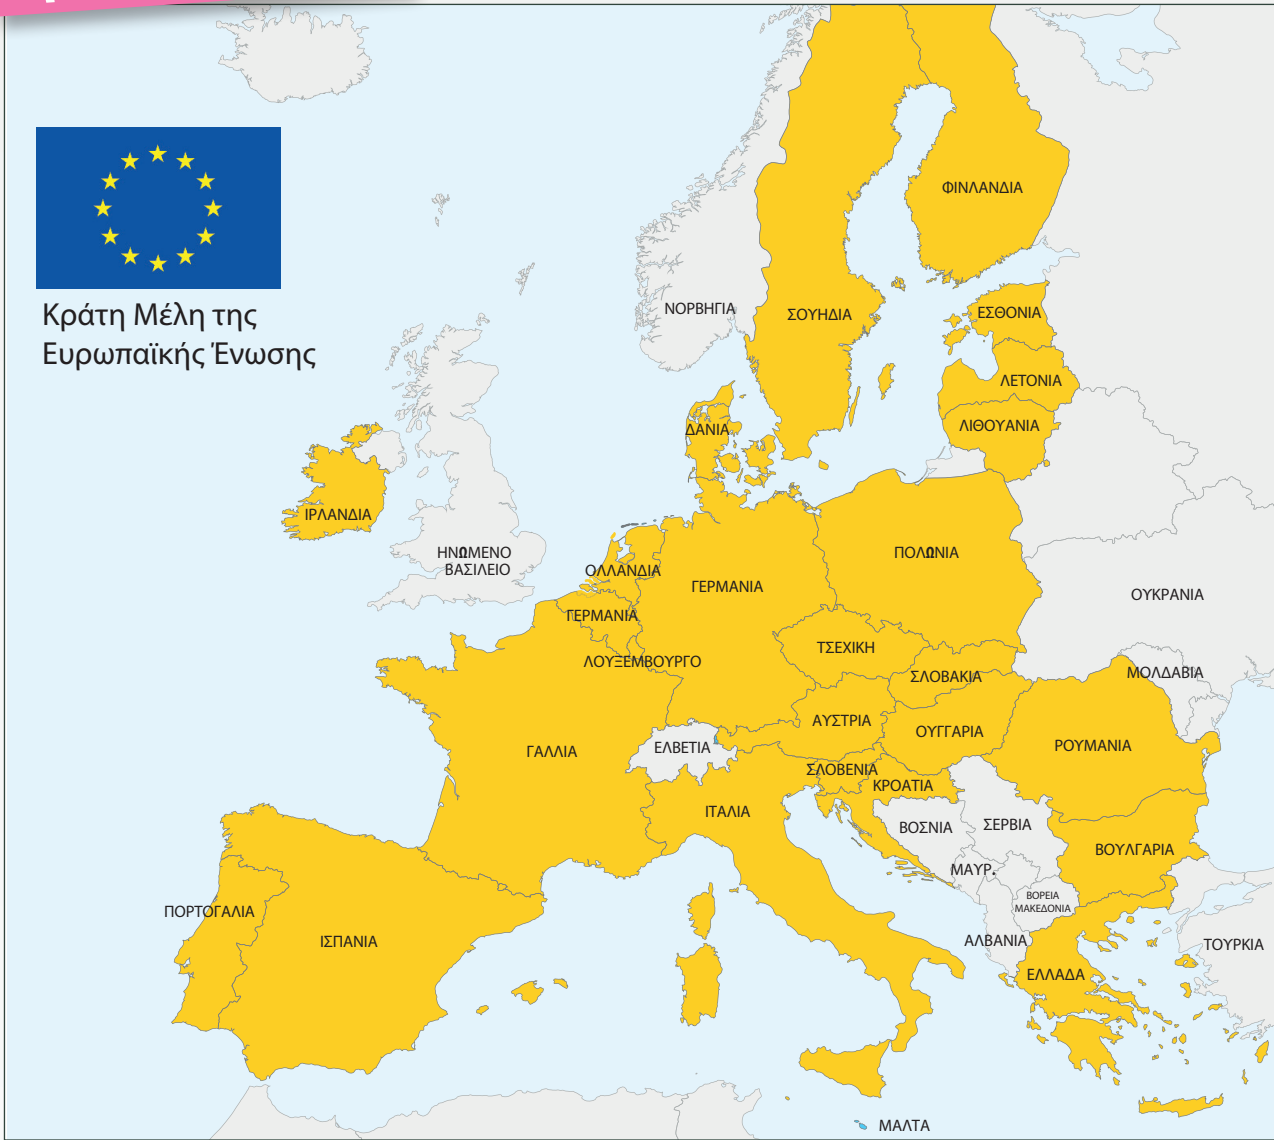 Κράτη Μέλη της
Ευρωπαϊκής Ένωσης
ΦΙΝΛΑΝΔΙΑ
ΝΟΡΒΗΓΙΑ
ΣΟΥΗΔΙΑ
ΕΣΘΟΝΙΑ
ΛΕΤΟΝΙΑ
ΛΙΘΟΥΑΝΙΑ
ΔΑΝΙΑ
ΙΡΛΑΝΔΙΑ
ΗΝΩΜΕΝΟ
ΒΑΣΙΛΕΙΟ
ΟΛΛΑΝΔΙΑ
ΓΕΡΜΑΝΙΑ
ΠΟΛΩΝΙΑ
ΟΥΚΡΑΝΙΑ
ΓΕΡΜΑΝΙΑ
ΛΟΥΞΕΜΒΟΥΡΓΟ
ΤΣΕΧΙΚΗ
ΣΛΟΒΑΚΙΑ
ΜΟΛΔΑΒΙΑ
ΑΥΣΤΡΙΑ
ΟΥΓΓΑΡΙΑ
ΡΟΥΜΑΝΙΑ
ΓΑΛΛΙΑ
ΕΛΒΕΤΙΑ
ΣΛΟΒΕΝΙΑ
ΚΡΟΑΤΙΑ
ΙΤΑΛΙΑ
ΒΟΣΝΙΑ
ΣΕΡΒΙΑ
ΒΟΥΛΓΑΡΙΑ
ΜΑΥΡ.
ΒΟΡΕΙΑ
ΜΑΚΕΔΟΝΙΑ
ΠΟΡΤΟΓΑΛΙΑ
ΙΣΠΑΝΙΑ
ΑΛΒΑΝΙΑ
ΤΟΥΡΚΙΑ
ΕΛΛΑΔΑ
ΜΑΛΤΑ